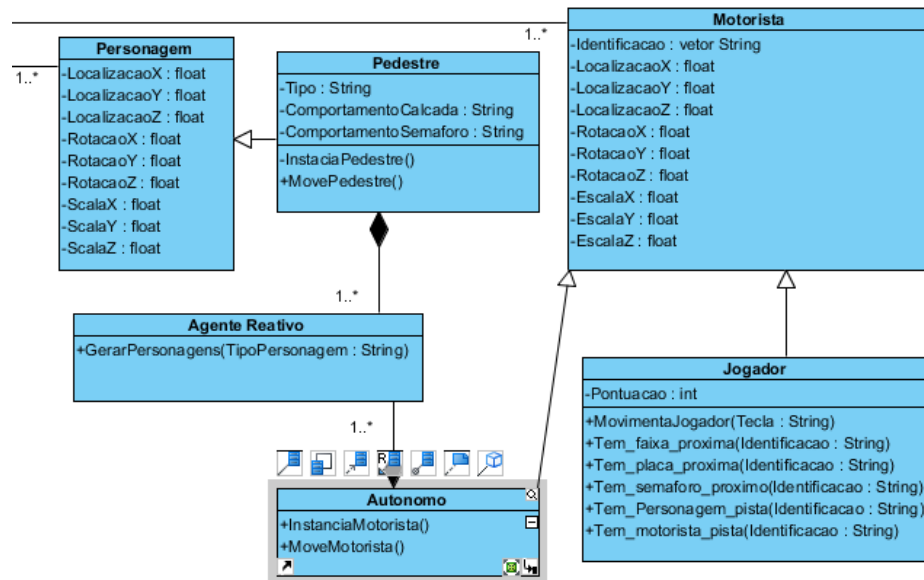 Motorista
-Identificacao : vetor String
-LocalizacaoX : float
-LocalizacaoY : float
-LocalizacaoZ : float
-RotacaoX : float
-RotacaoY : float
-RotacaoZ : float
-EscalaX : float
-EscalaY : float
-EscalaZ : float
1..*
1..*
Personagem
-LocalizacaoX : float
-LocalizacaoY : float
-LocalizacaoZ : float
-RotacaoX : float
-RotacaoY : float
-RotacaoZ : float
-ScalaX : float
-ScalaY : float
-ScalaZ : float
Pedestre
-Tipo : String
-ComportamentoCalcada : String
-ComportamentoSemaforo : String
-InstaciaPedestre()
+MovePedestre()
1..*
Agente Reativo
+GerarPersonagens(TipoPersonagem : String)
1..*
R
Autonomo
+InstanciaMotorista()
+MoveMotorista()
Jogador
-Pontuacao : int
+MovimentaJogador(Tecla : String)
+Tem_faixa_proxima(Identificacao : String)
+Tem_placa_proxima(Identificacao : String)
+Tem_semaforo_proximo(Identificacao : String)
+Tem_Personagem_pista(Identificacao : String)
+Tem_motorista_pista(Identificacao : String)